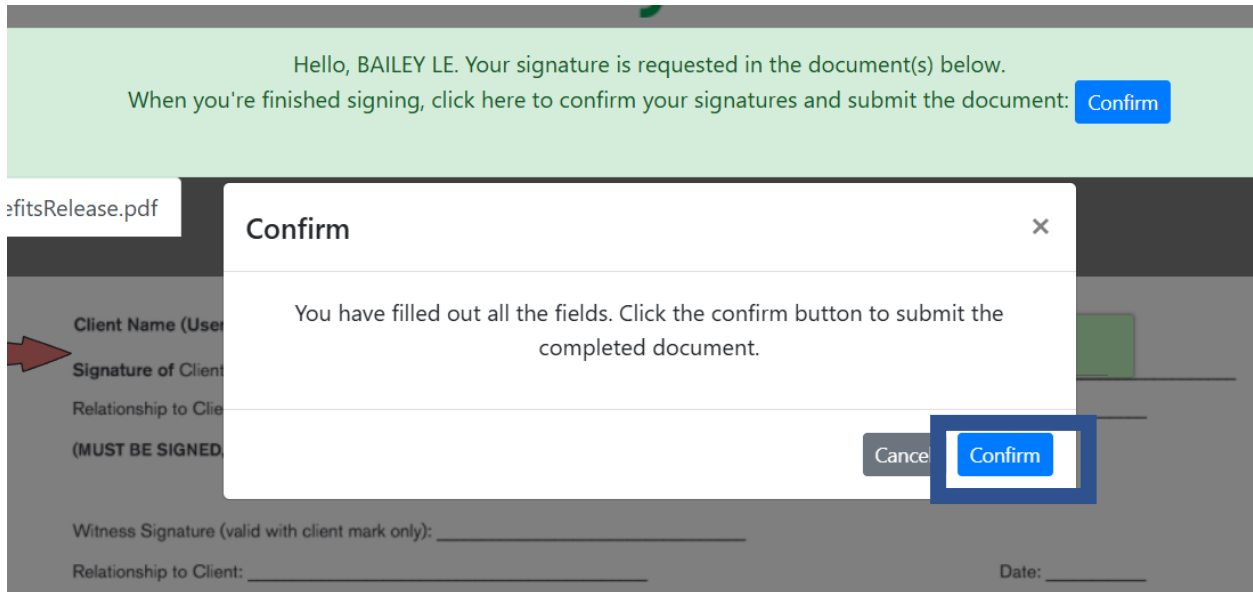 Hello, BAILEY LE. Your signature is requested in the document(s) below.
When you're finished signing, click here to confirm your signatures and submit the document: Confirm
efitsRelease.pdf
Confirm ×
You have filled out all the fields. Click the confirm button to submit the
completed document.
Cancel Confirm
Client Name (User
Signature of Client
Relationship to Clie
(MUST BE SIGNED,
Witness Signature (valid with client mark only):
Relationship to Client: Date: